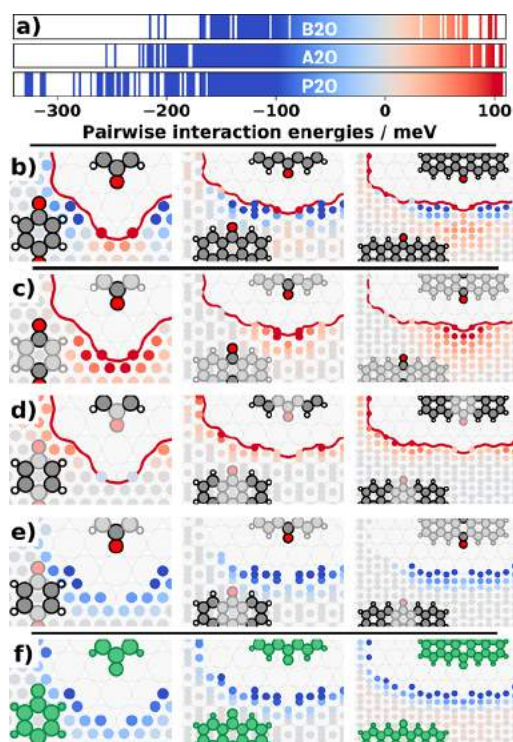 a)
B2O
A2O
P2O
−300 −200 −100 0 100
Pairwise interaction energies / meV
b)
c)
d)
e)
f)